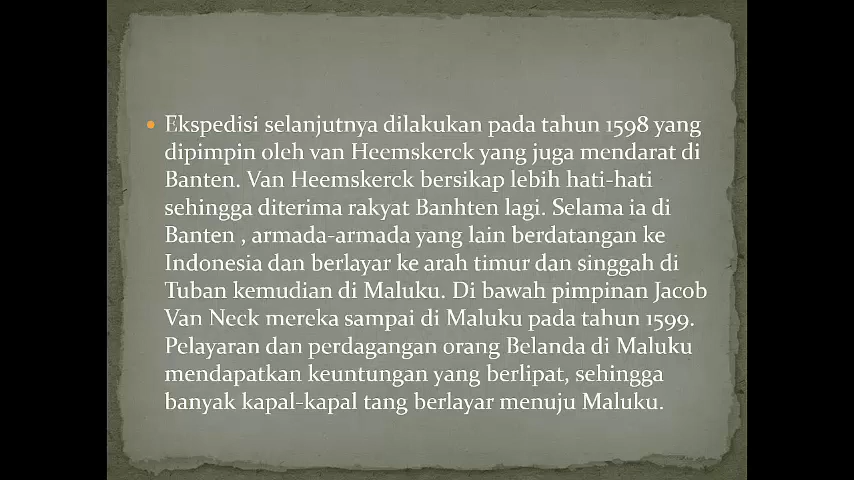 • Ekspedisi selanjutnya dilakukan pada tahun 1598 yang
dipimpin oleh van Heemskerck yang juga mendarat di
Banten. Van Heemskerck bersikap lebih hati-hati
sehingga diterima rakyat Banhten lagi. Selama ia di
Banten , armada-armada yang lain berdatangan ke
Indonesia dan berlayar ke arah timur dan singgah di
Tuban kemudian di Maluku. Di bawah pimpinan Jacob
Van Neck mereka sampai di Maluku pada tahun 1599.
Pelayaran dan perdagangan orang Belanda di Maluku
mendapatkan keuntungan yang berlipat, sehingga
banyak kapal-kapal tang berlayar menuju Maluku.